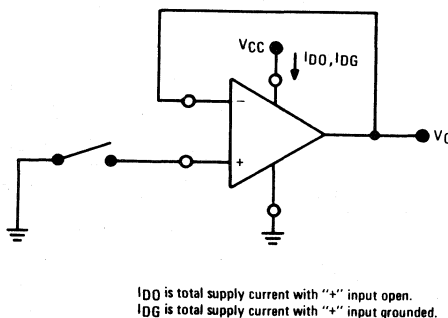 VCC
IDO, IDG
−
+
VO
IDO is total supply current with "+" input open.
IDG is total supply current with "+" input grounded.